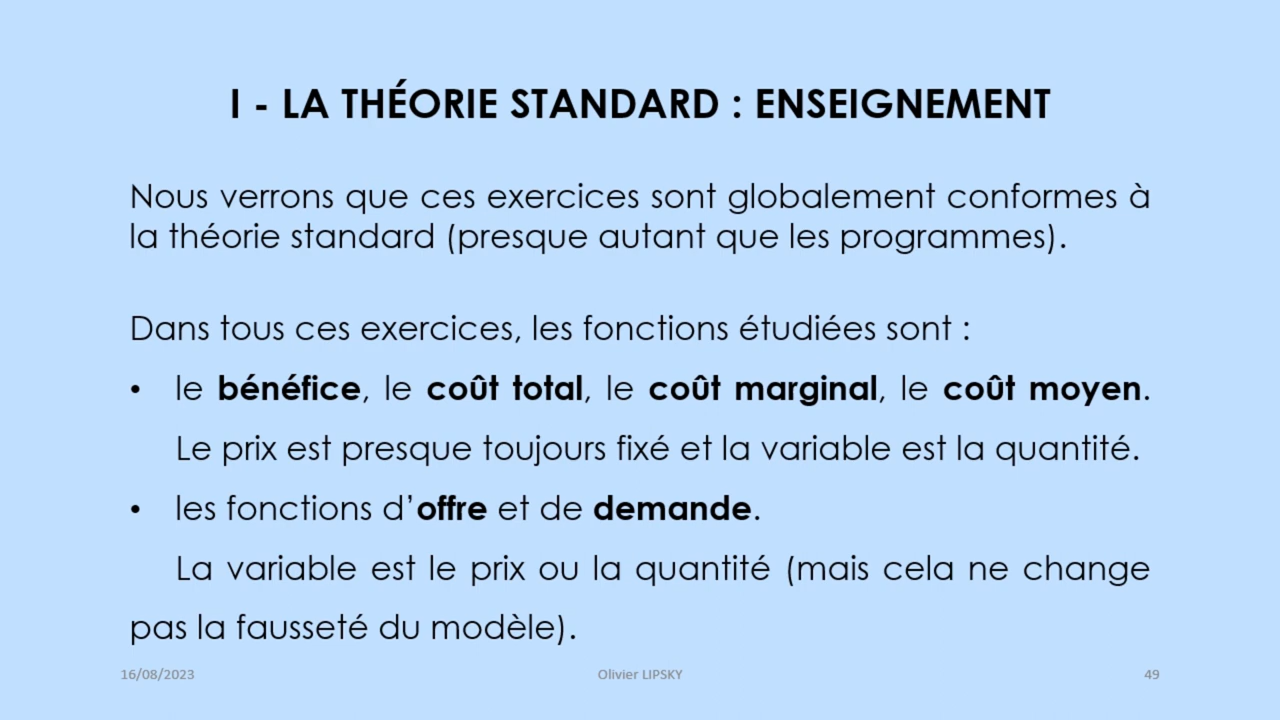 I - LA THÉORIE STANDARD : ENSEIGNEMENT
Nous verrons que ces exercices sont globalement conformes à
la théorie standard (presque autant que les programmes).
Dans tous ces exercices, les fonctions étudiées sont :
• le bénéfice, le coût total, le coût marginal, le coût moyen.
Le prix est presque toujours fixé et la variable est la quantité.
• les fonctions d’offre et de demande.
La variable est le prix ou la quantité (mais cela ne change
pas la fausseté du modèle).
16/08/2023 Olivier LIPSKY 49